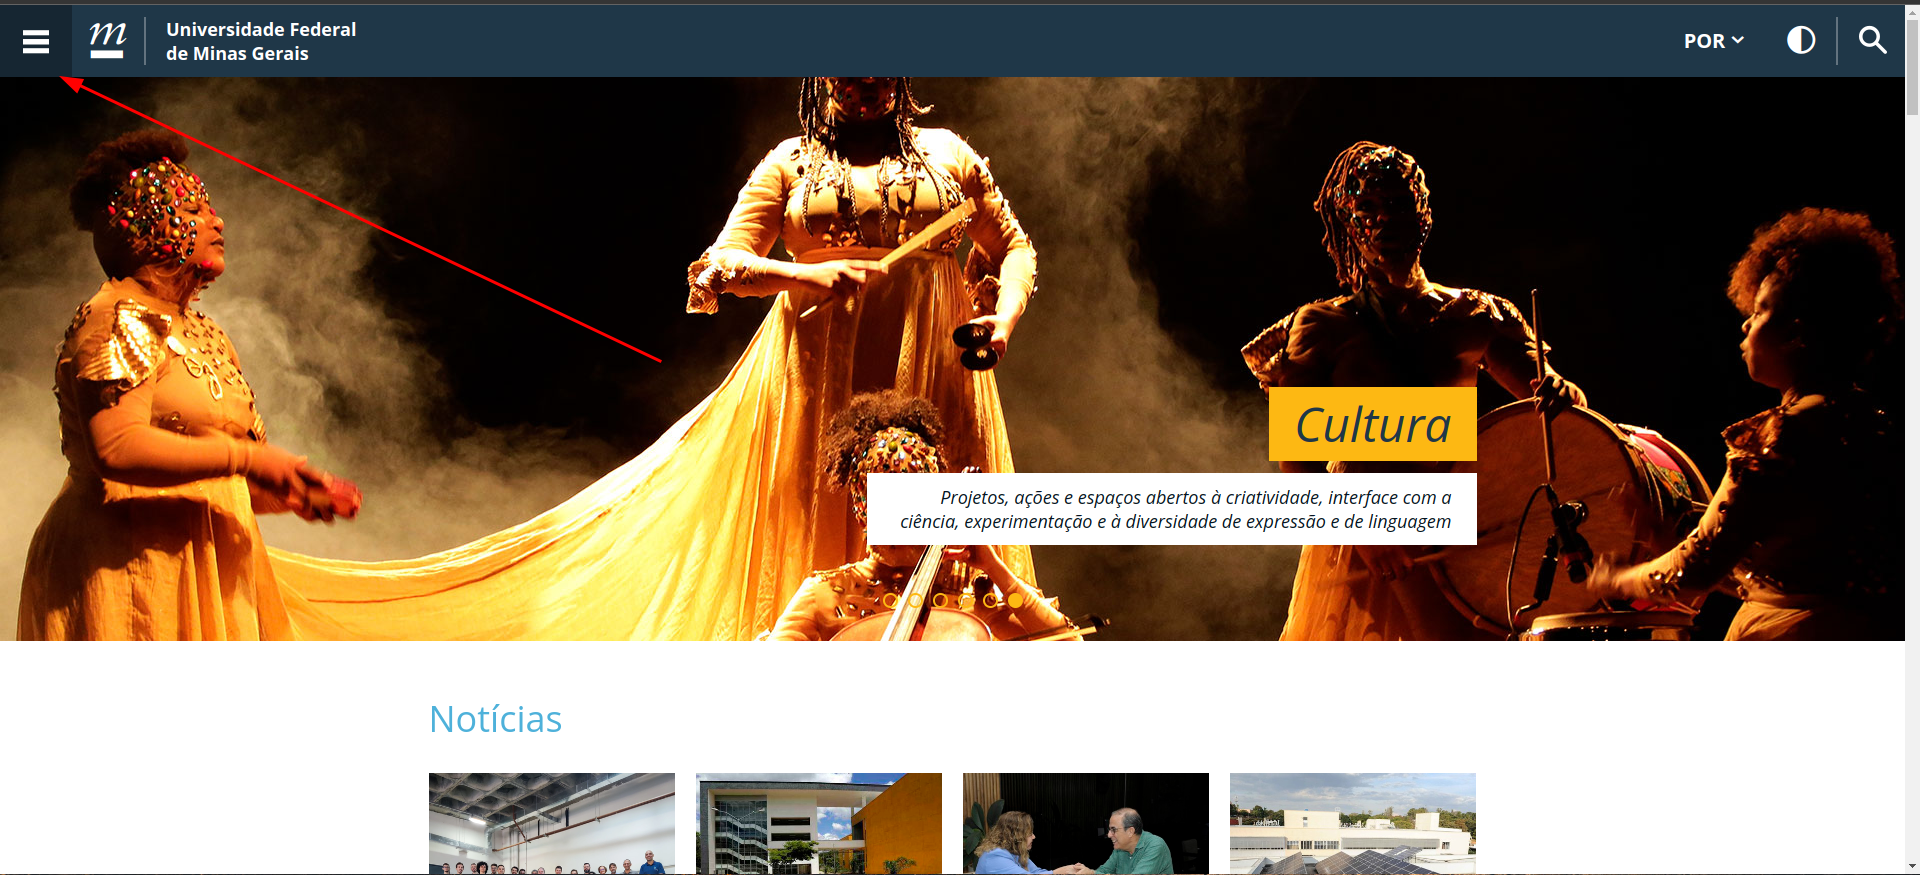 m
Universidade Federal
de Minas Gerais
POR
Cultura
Projetos, ações e espaços abertos à criatividade, interface com a
ciência, experimentação e à diversidade de expressão e de linguagem
Notícias